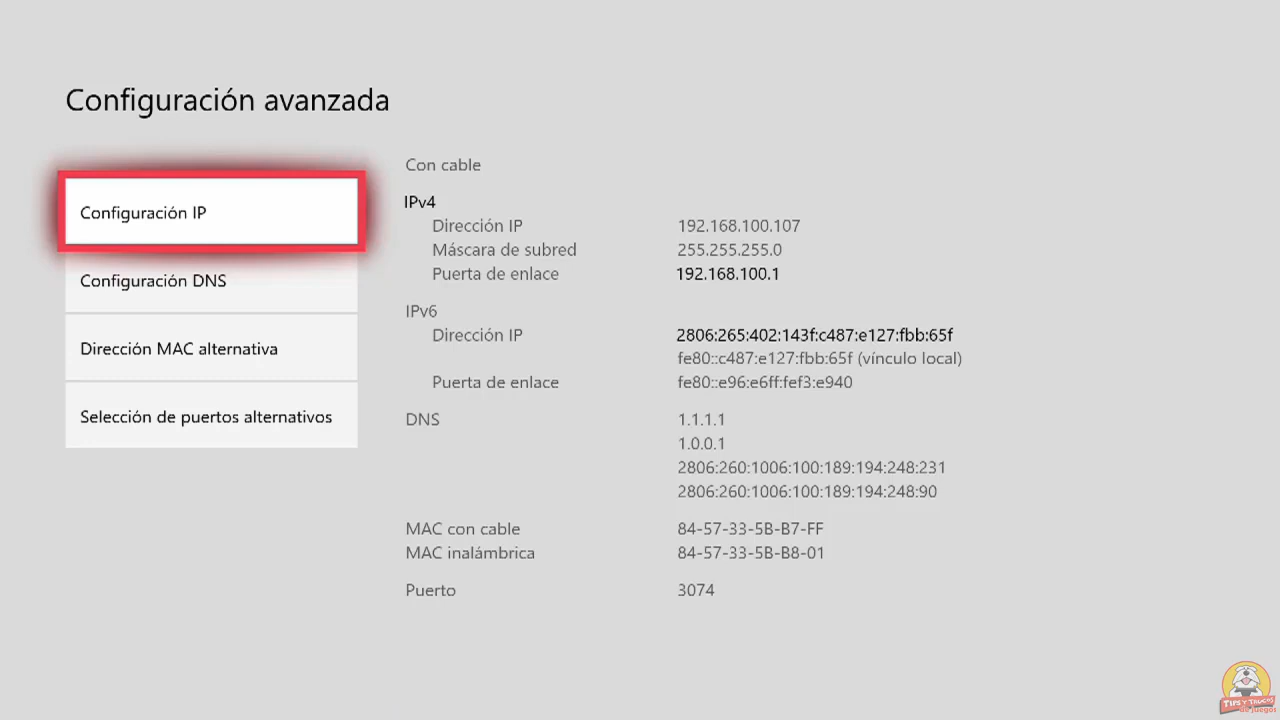 Configuración avanzada
Configuración IP
Configuración DNS
Dirección MAC alternativa
Selección de puertos alternativos
Con cable
IPv4
Dirección IP 192.168.100.107
Máscara de subred 255.255.255.0
Puerta de enlace 192.168.100.1
IPv6
Dirección IP 2806:265:402:143f:c487:e127:fbb:65f
fe80::c487:e127:fbb:65f (vínculo local)
Puerta de enlace fe80::e96:e6ff:fef3:e940
DNS 1.1.1.1
1.0.0.1
2806:260:1006:100:189:194:248:231
2806:260:1006:100:189:194:248:90
MAC con cable 84-57-33-5B-B7-FF
MAC inalámbrica 84-57-33-5B-B8-01
Puerto 3074
TIPS Y TRUCOS
de juegos